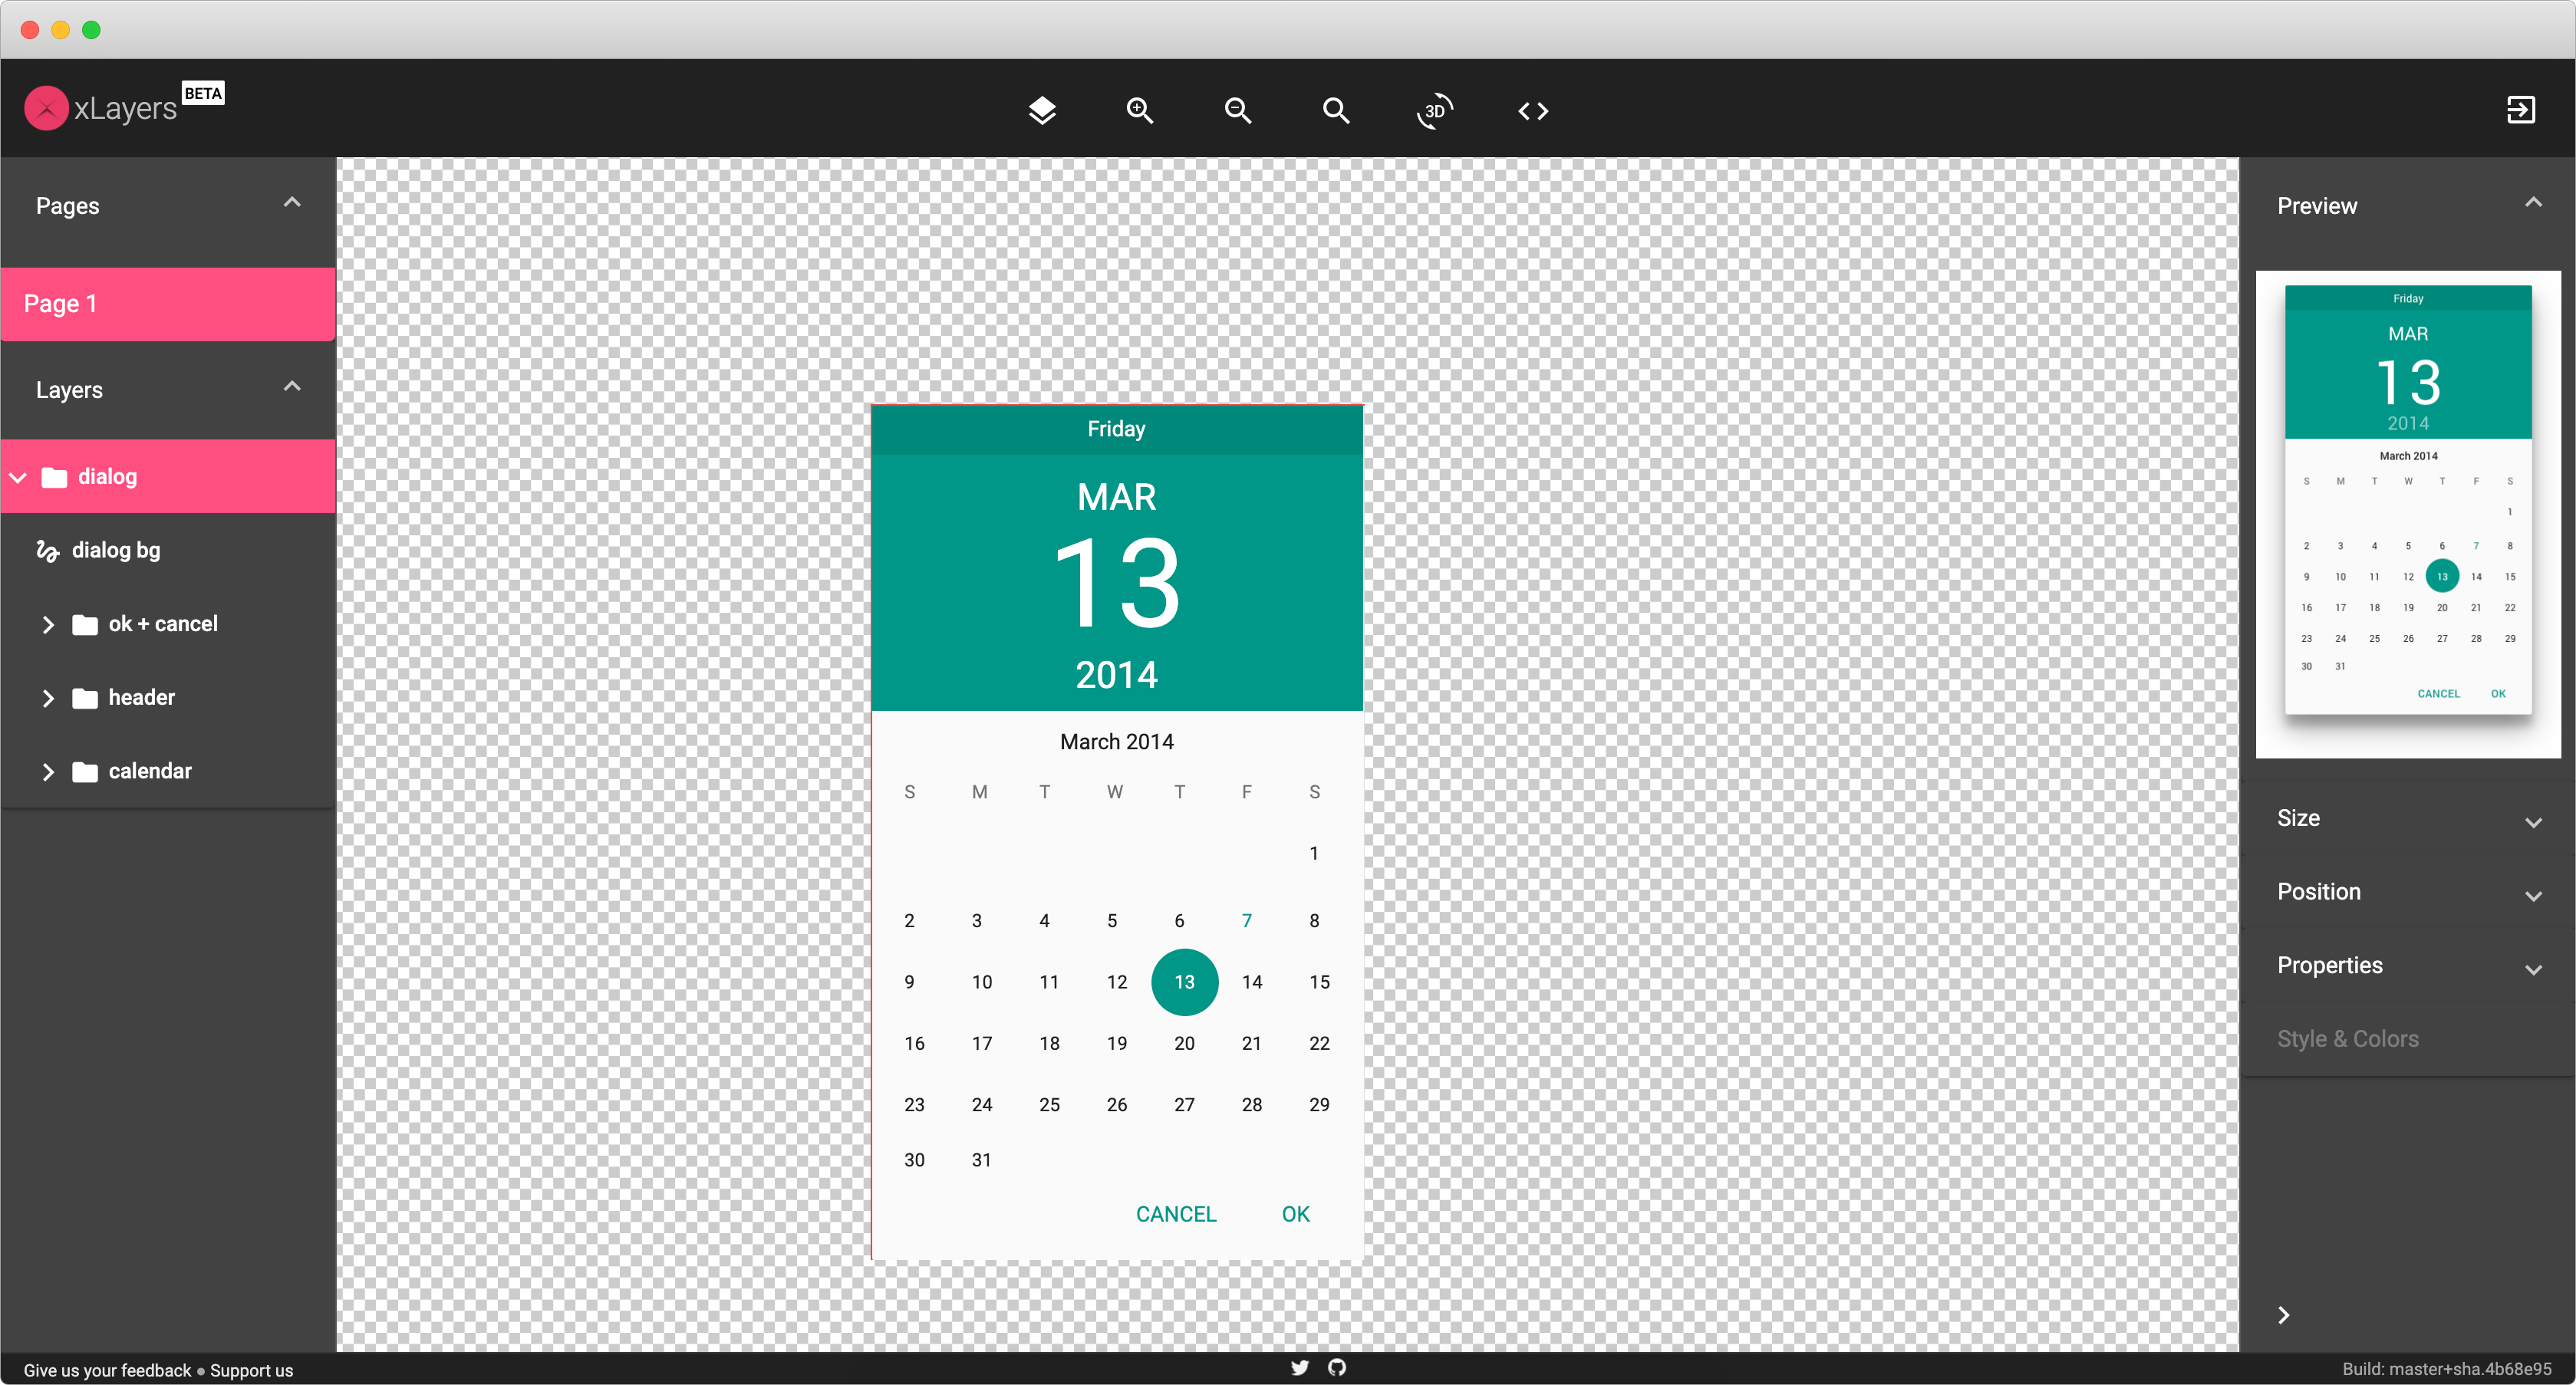 xLayers BETA
3D
Pages
Page 1
Layers
dialog
dialog bg
ok + cancel
header
calendar
Friday
MAR
13
2014
March 2014
S M T W T F S
1
2 3 4 5 6 7 8
9 10 11 12 13 14 15
16 17 18 19 20 21 22
23 24 25 26 27 28 29
30 31
CANCEL OK
Preview
Friday
MAR
13
2014
March 2014
S M T W T F S
1
2 3 4 5 6 7 8
9 10 11 12 13 14 15
16 17 18 19 20 21 22
23 24 25 26 27 28 29
30 31
CANCEL OK
Size
Position
Properties
Style & Colors
Give us your feedback ● Support us
Build: master+sha.4b68e95